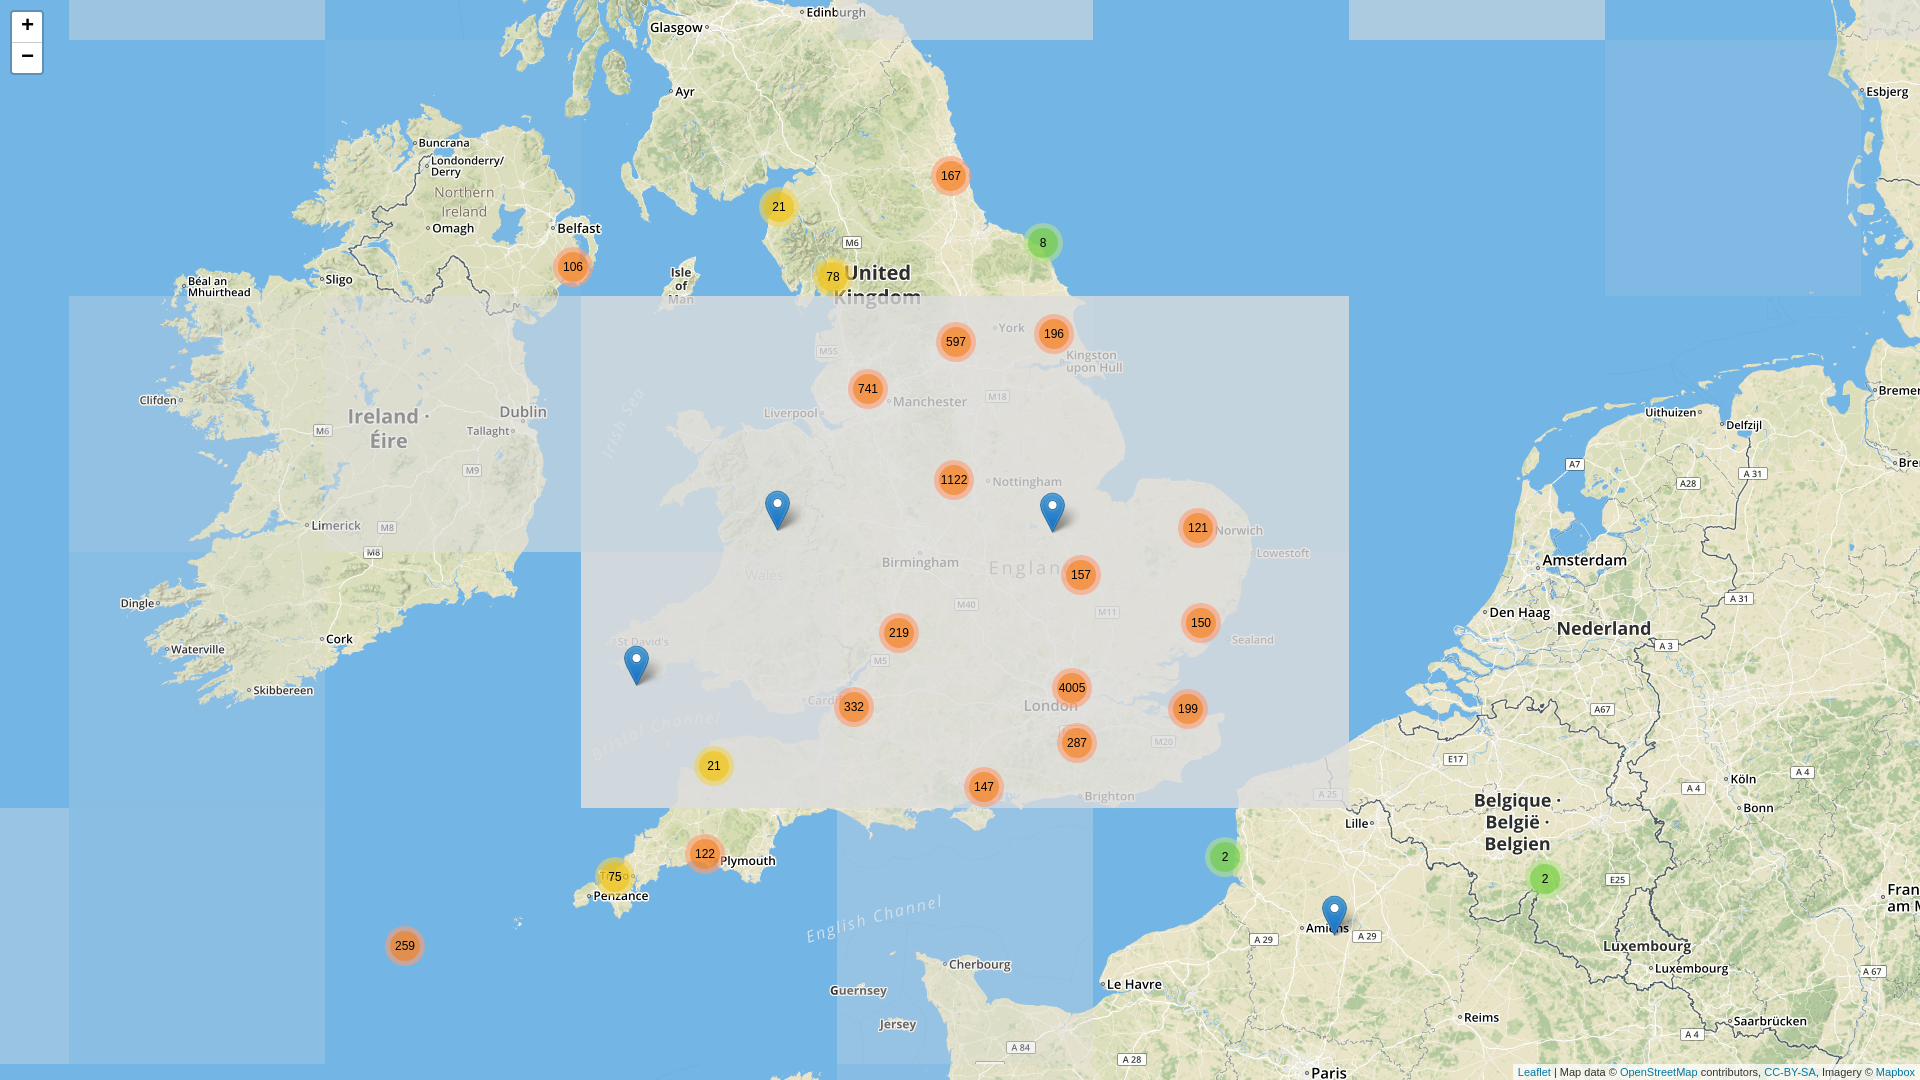 +
−
Edinburgh
Glasgow
Ayr
Esbjerg
Buncrana
Londonderry/
Derry
Northern
Ireland
Omagh
Belfast
167
21
8
M6
106
78
United
Kingdom
Isle
of
Man
Sligo
Béal an
Mhuirthead
York
196
597
M55
Kingston
upon Hull
741
Manchester
M18
Liverpool
Irish Sea
Clifden
Ireland ·
Éire
Dublin
Tallaght
M6
M9
Uithuizen
Delfzijl
Bremer
Bre
A7
A 31
A28
1122
Nottingham
121
Norwich
Lowestoft
Limerick
M8
M8
Birmingham
England
157
Wales
M40
M11
Amsterdam
Den Haag
A 31
Nederland
A 3
Dingle
Cork
Waterville
Skibbereen
219
150
Sealand
St David's
M5
4005
London
199
Cardiff
332
287
M20
Bristol Channel
A67
E17
21
147
Brighton
A 25
Köln
A 4
A 4
Bonn
Belgique ·
België ·
Belgien
Lille
122
Plymouth
75
Penzance
2
2
E25
Fran
am M
259
English Channel
Amiens
A 29
A 29
Luxembourg
Luxembourg
A 67
Cherbourg
Le Havre
Guernsey
Jersey
Reims
Saarbrücken
A 4
A 84
A 28
Paris
Leaflet | Map data © OpenStreetMap contributors, CC-BY-SA, Imagery © Mapbox